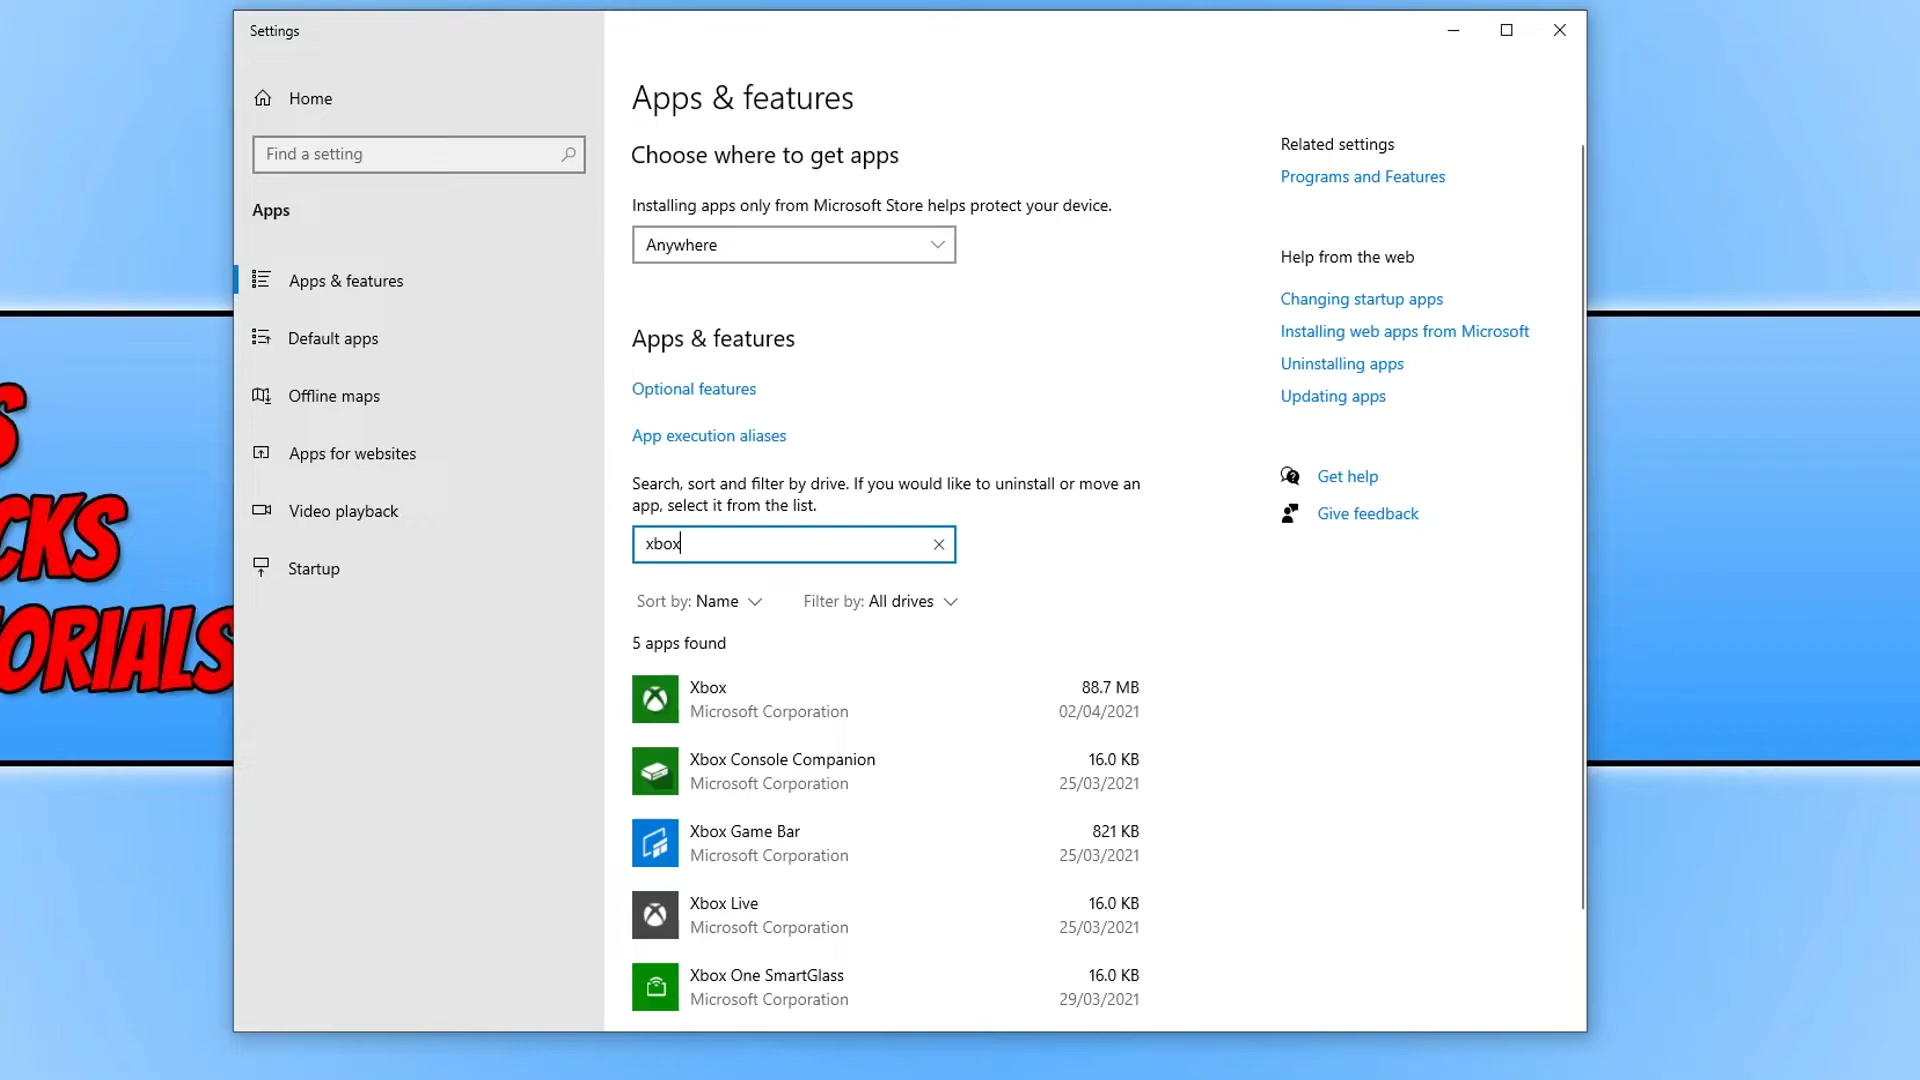 Settings
Home
Find a setting
Apps
Apps & features
Default apps
Offline maps
Apps for websites
Video playback
Startup
Apps & features
Choose where to get apps
Installing apps only from Microsoft Store helps protect your device.
Anywhere
Apps & features
Optional features
App execution aliases
Search, sort and filter by drive. If you would like to uninstall or move an
app, select it from the list.
xbox
Sort by: Name Filter by: All drives
5 apps found
Xbox 88.7 MB
Microsoft Corporation 02/04/2021
Xbox Console Companion 16.0 KB
Microsoft Corporation 25/03/2021
Xbox Game Bar 821 KB
Microsoft Corporation 25/03/2021
Xbox Live 16.0 KB
Microsoft Corporation 25/03/2021
Xbox One SmartGlass 16.0 KB
Microsoft Corporation 29/03/2021
Related settings
Programs and Features
Help from the web
Changing startup apps
Installing web apps from Microsoft
Uninstalling apps
Updating apps
Get help
Give feedback
S
CKS
ORIALS